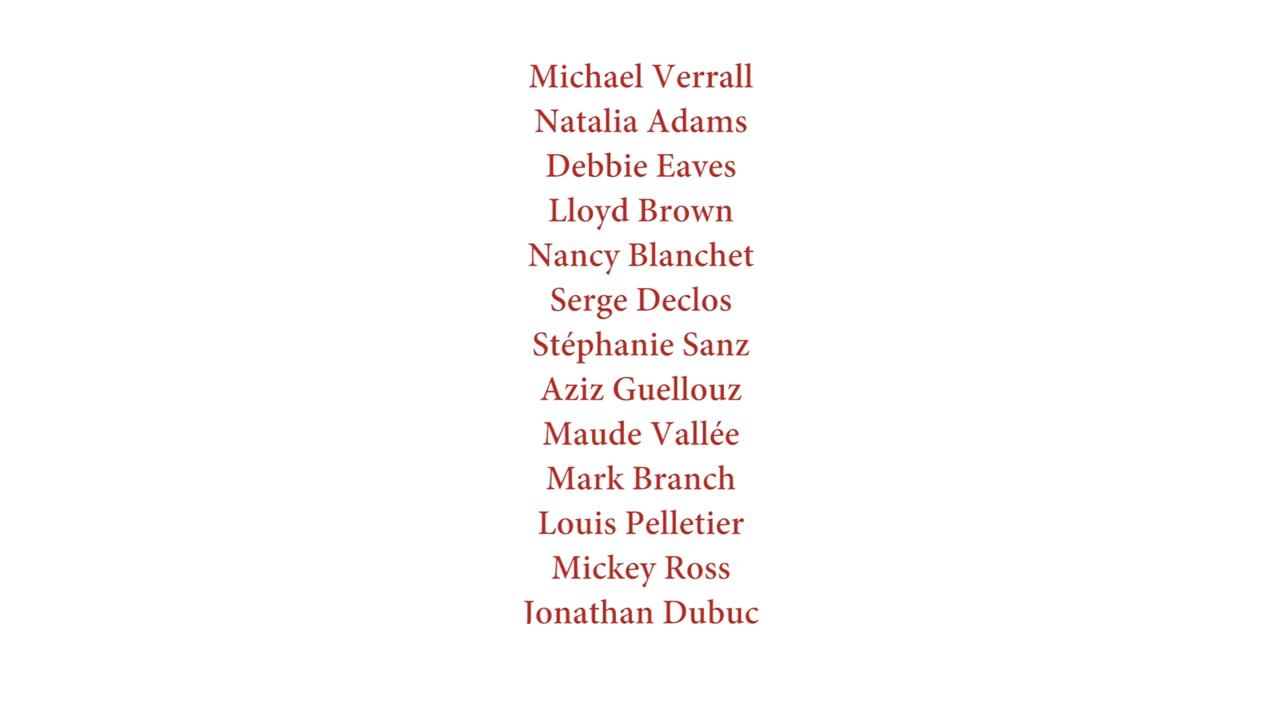 Michael Verrall
Natalia Adams
Debbie Eaves
Lloyd Brown
Nancy Blanchet
Serge Declos
Stéphanie Sanz
Aziz Guellouz
Maude Vallée
Mark Branch
Louis Pelletier
Mickey Ross
Jonathan Dubuc